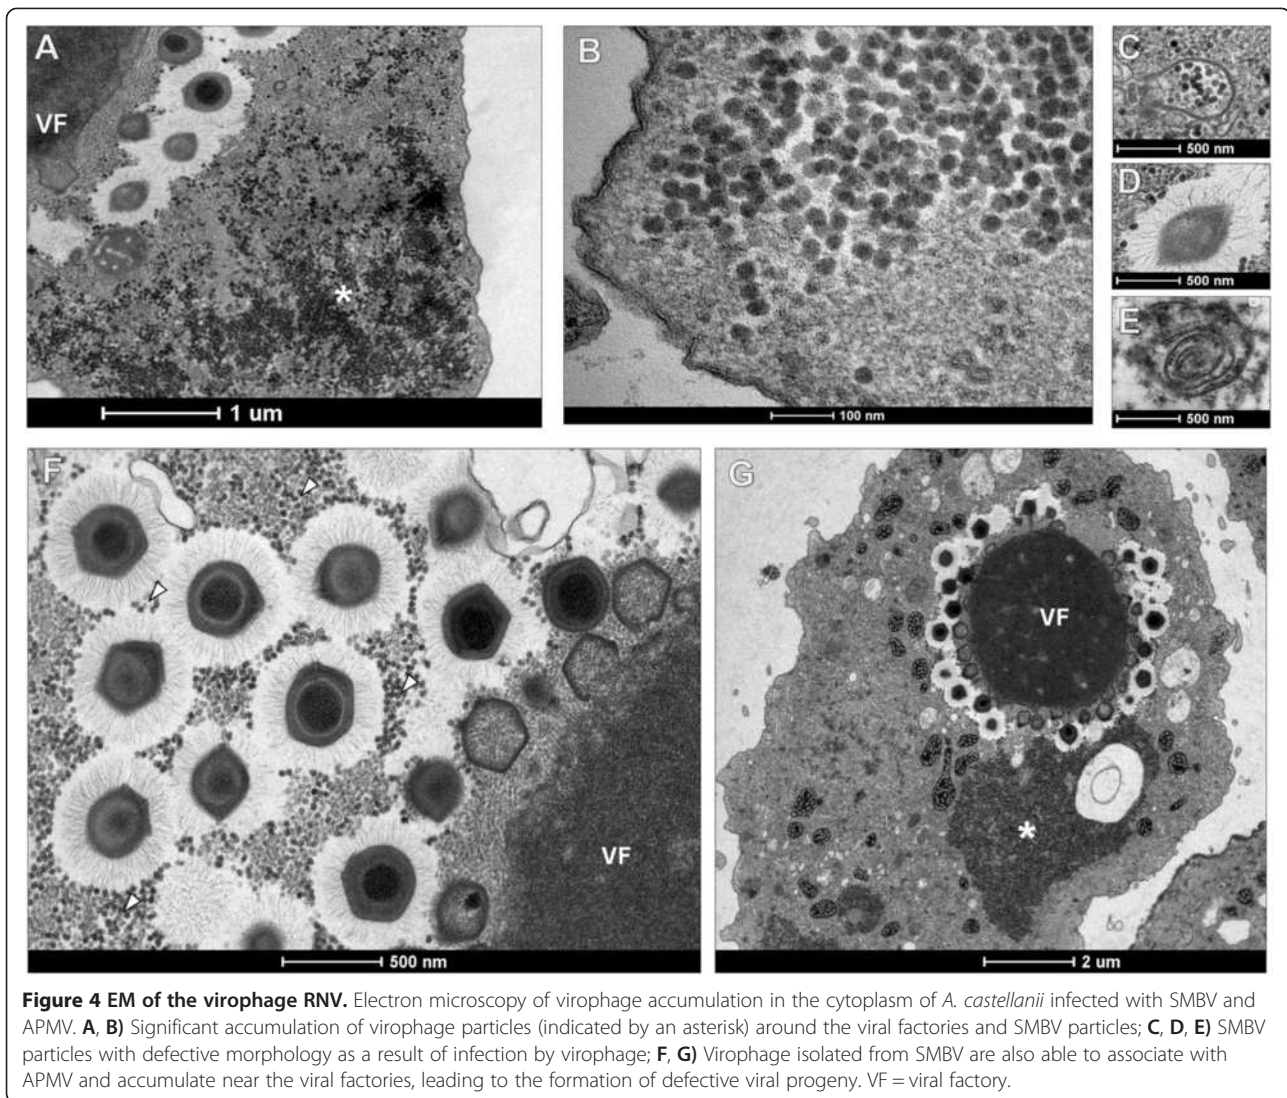 A
VF
1 um
B
100 nm
C
500 nm
D
500 nm
E
500 nm
F
VF
500 nm
G
VF
*
2 um
*
Figure 4 EM of the virophage RNV. Electron microscopy of virophage accumulation in the cytoplasm of A. castellanii infected with SMBV and
APMV. A, B) Significant accumulation of virophage particles (indicated by an asterisk) around the viral factories and SMBV particles; C, D, E) SMBV
particles with defective morphology as a result of infection by virophage; F, G) Virophage isolated from SMBV are also able to associate with
APMV and accumulate near the viral factories, leading to the formation of defective viral progeny. VF = viral factory.